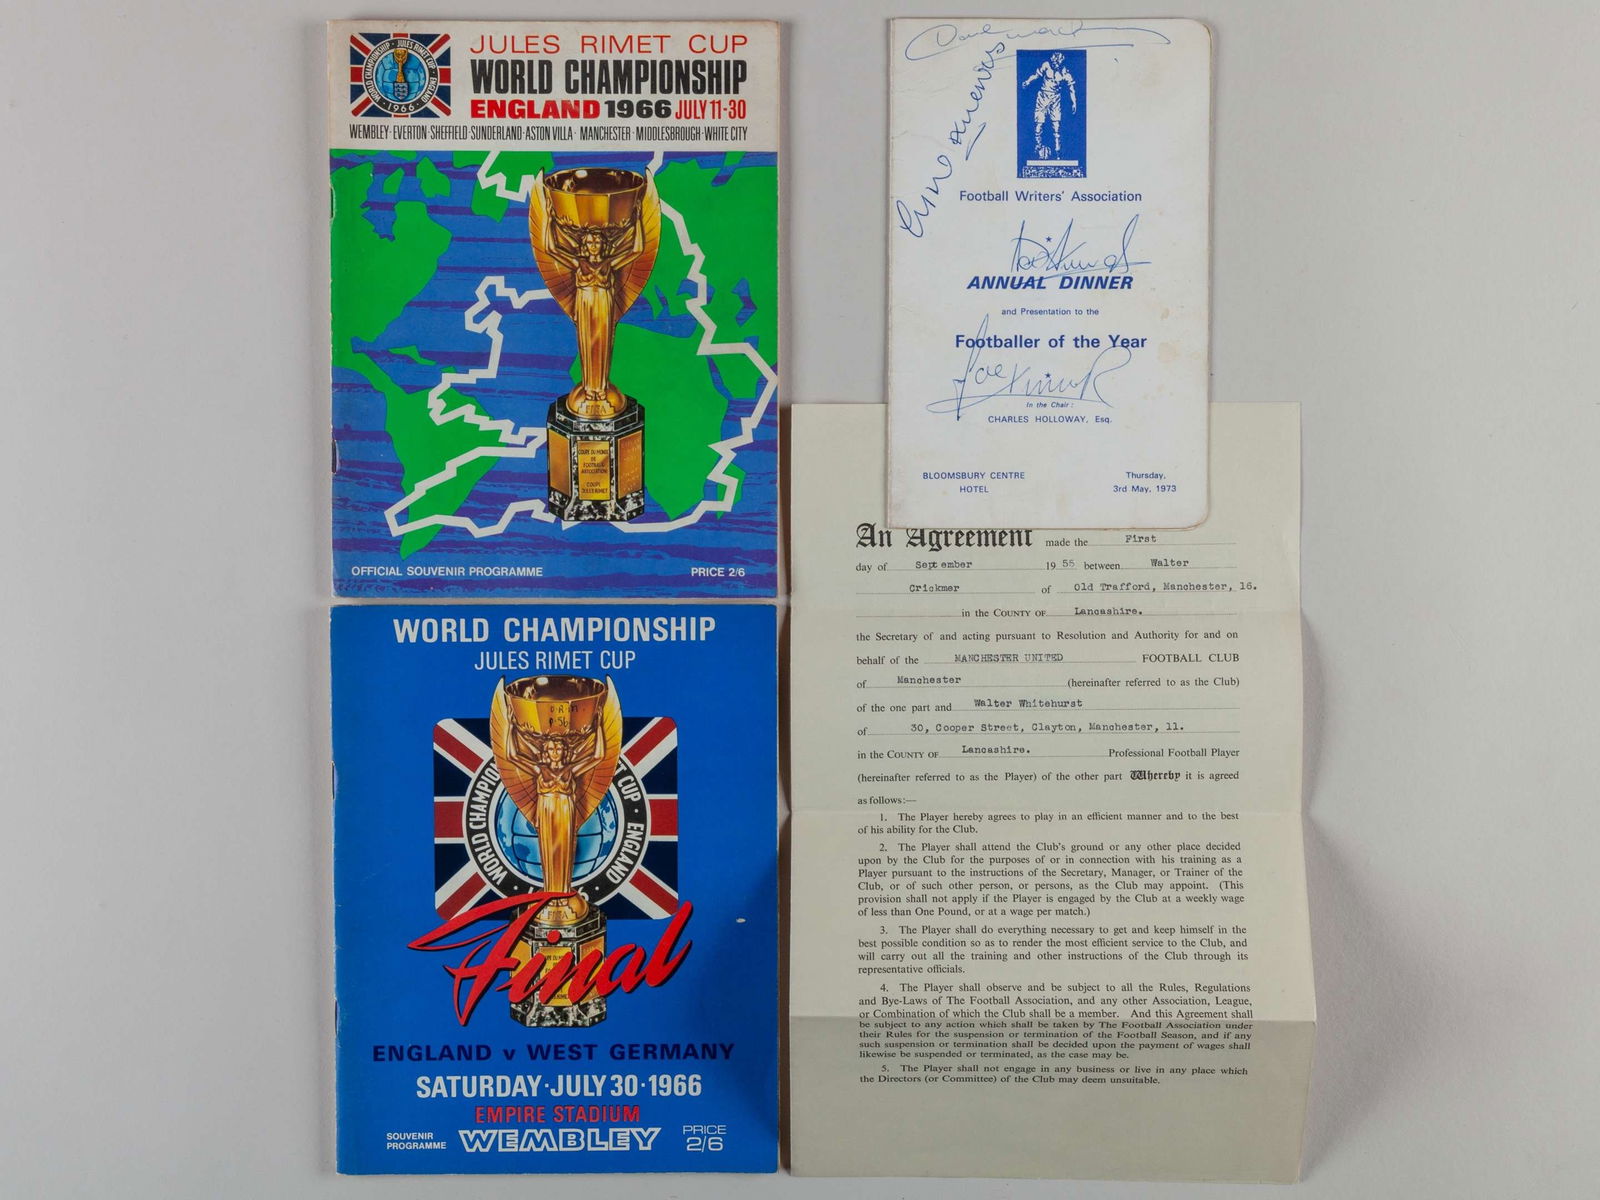 WORLD CHAMPIONSHIP · JULES RIMET CUP · ENGLAND
· 1966 ·
JULES RIMET CUP
WORLD CHAMPIONSHIP
ENGLAND 1966 JULY 11-30
WEMBLEY · EVERTON · SHEFFIELD · SUNDERLAND · ASTON VILLA · MANCHESTER · MIDDLESBROUGH · WHITE CITY
FIFA
COUPE DU MONDE
DE
FOOTBALL
ASSOCIATION
COUPE
JULES RIMET
OFFICIAL SOUVENIR PROGRAMME
PRICE 2/6
WORLD CHAMPIONSHIP
JULES RIMET CUP
WORLD CHAMPION
T CUP · ENGLAND
FIFA
Final
ENGLAND v WEST GERMANY
SATURDAY · JULY 30 · 1966
EMPIRE STADIUM
SOUVENIR
PROGRAMME
WEMBLEY
PRICE
2/6
Football Writers' Association
ANNUAL DINNER
and Presentation to the
Footballer of the Year
In the Chair:
CHARLES HOLLOWAY, Esq.
BLOOMSBURY CENTRE
HOTEL
Thursday,
3rd May, 1973
An Agreement made the First
day of September 1955 between Walter
Crickmer of Old Trafford, Manchester, 16.
in the COUNTY OF Lancashire.
the Secretary of and acting pursuant to Resolution and Authority for and on
behalf of the MANCHESTER UNITED FOOTBALL CLUB
of Manchester (hereinafter referred to as the Club)
of the one part and Walter Whitehurst
of 30, Cooper Street, Clayton, Manchester, 11.
in the COUNTY OF Lancashire. Professional Football Player
(hereinafter referred to as the Player) of the other part Whereby it is agreed
as follows:—
1. The Player hereby agrees to play in an efficient manner and to the best
of his ability for the Club.
2. The Player shall attend the Club's ground or any other place decided
upon by the Club for the purposes of or in connection with his training as a
Player pursuant to the instructions of the Secretary, Manager, or Trainer of the
Club, or of such other person, or persons, as the Club may appoint. (This
provision shall not apply if the Player is engaged by the Club at a weekly wage
of less than One Pound, or at a wage per match.)
3. The Player shall do everything necessary to get and keep himself in the
best possible condition so as to render the most efficient service to the Club, and
will carry out all the training and other instructions of the Club through its
representative officials.
4. The Player shall observe and be subject to all the Rules, Regulations
and Bye-Laws of The Football Association, and any other Association, League,
or Combination of which the Club shall be a member. And this Agreement shall
be subject to any action which shall be taken by The Football Association under
their Rules for the suspension or termination of the Football Season, and if any
such suspension or termination shall be decided upon the payment of wages shall
likewise be suspended or terminated, as the case may be.
5. The Player shall not engage in any business or live in any place which
the Directors (or Committee) of the Club may deem unsuitable.